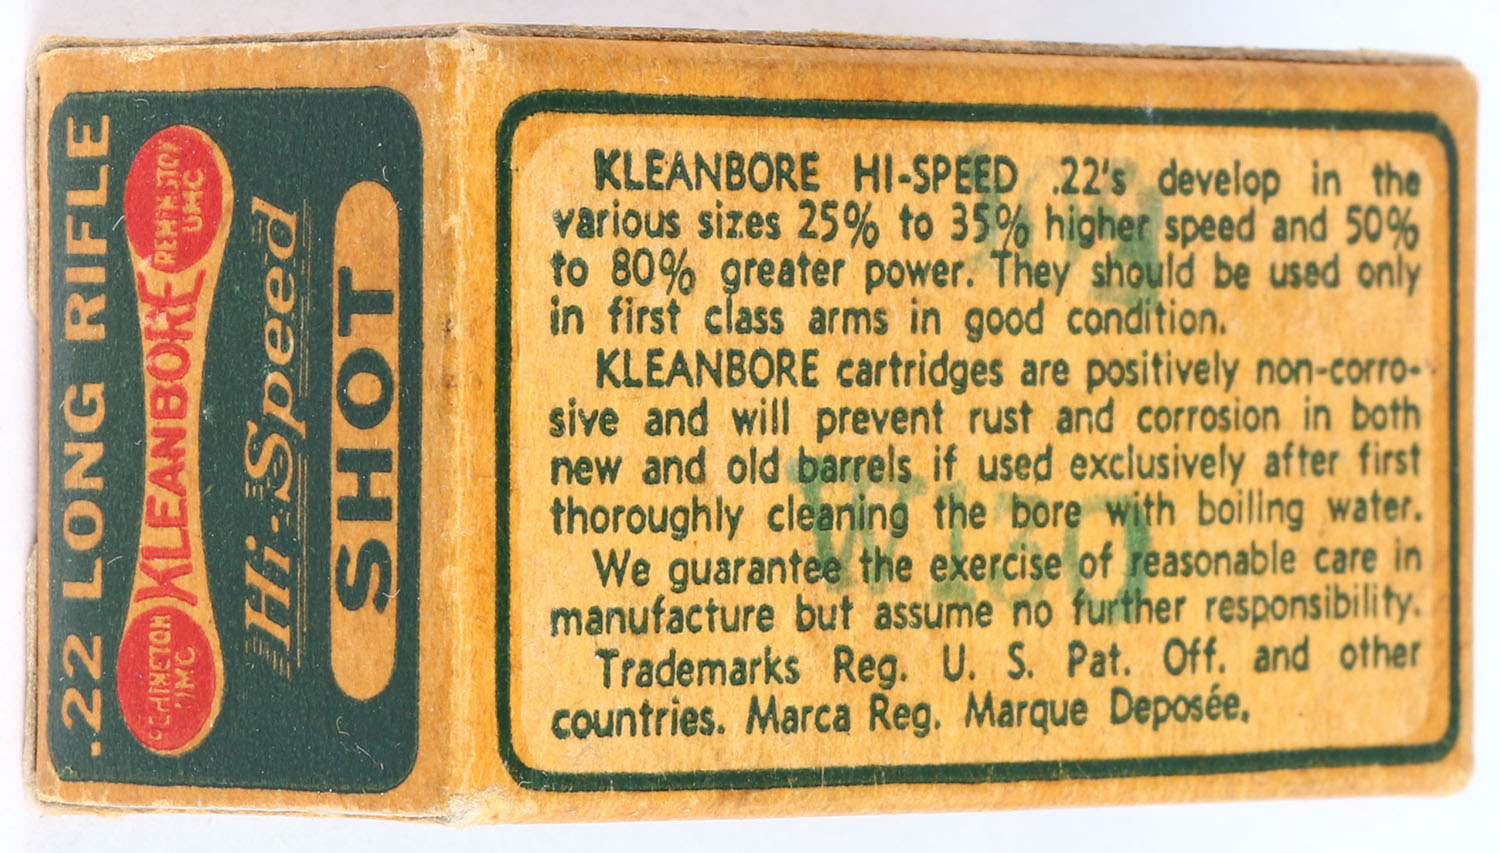 .22 LONG RIFLE
REMINGTON
UMC
KLEANBORE
REMINGTON
UMC
Hi-Speed
SHOT
KLEANBORE HI-SPEED .22's develop in the
various sizes 25% to 35% higher speed and 50%
to 80% greater power. They should be used only
in first class arms in good condition.
KLEANBORE cartridges are positively non-corro-
sive and will prevent rust and corrosion in both
new and old barrels if used exclusively after first
thoroughly cleaning the bore with boiling water.
We guarantee the exercise of reasonable care in
manufacture but assume no further responsibility.
Trademarks Reg. U. S. Pat. Off. and other
countries. Marca Reg. Marque Deposée.